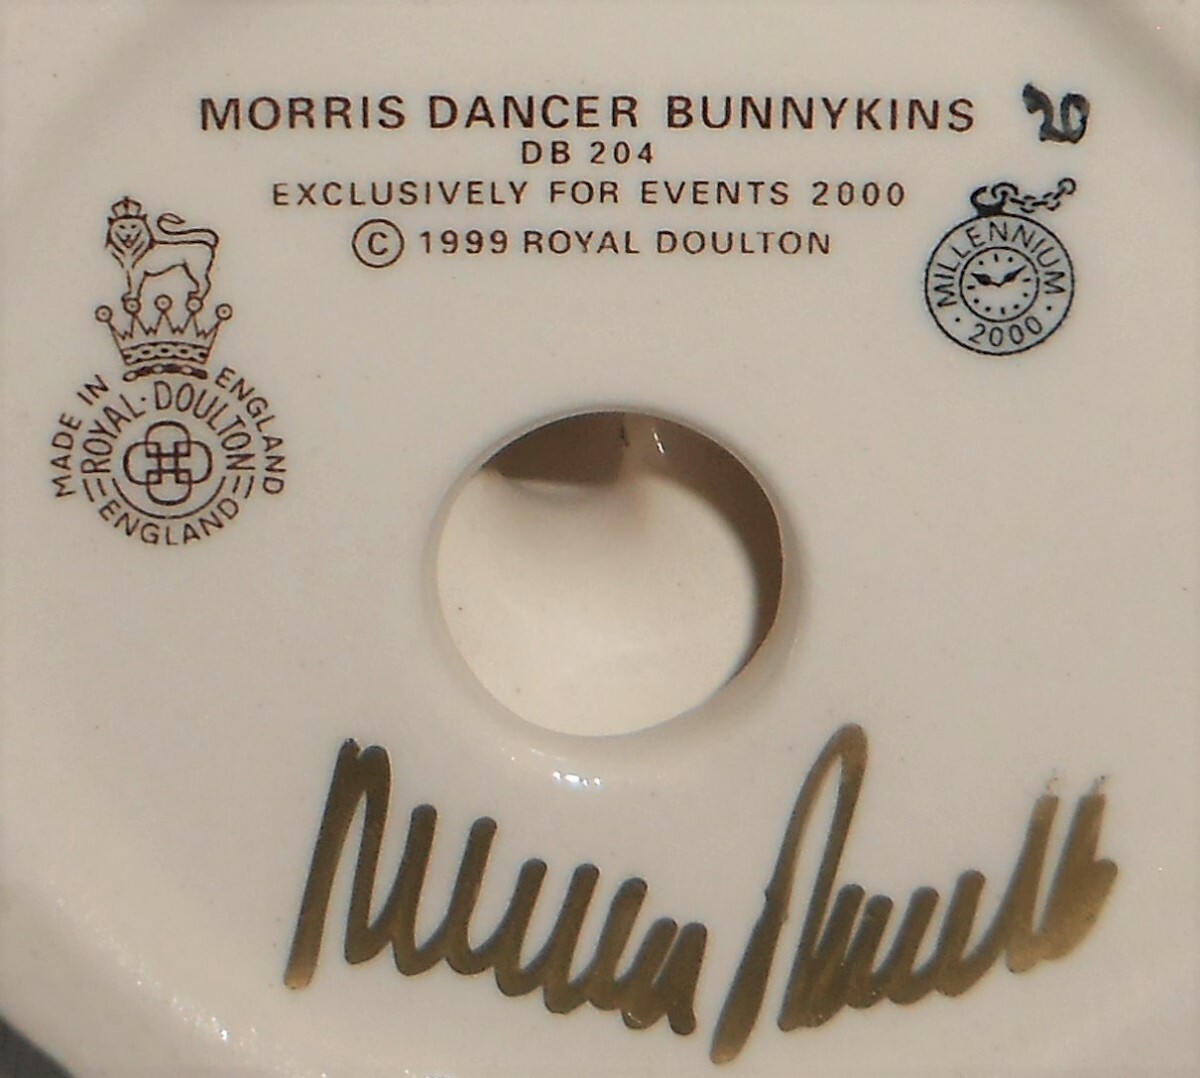 MORRIS DANCER BUNNYKINS
20
DB 204
EXCLUSIVELY FOR EVENTS 2000
© 1999 ROYAL DOULTON
MILLENNIUM
· 2000 ·
MADE IN ENGLAND
ROYAL·DOULTON
ENGLAND